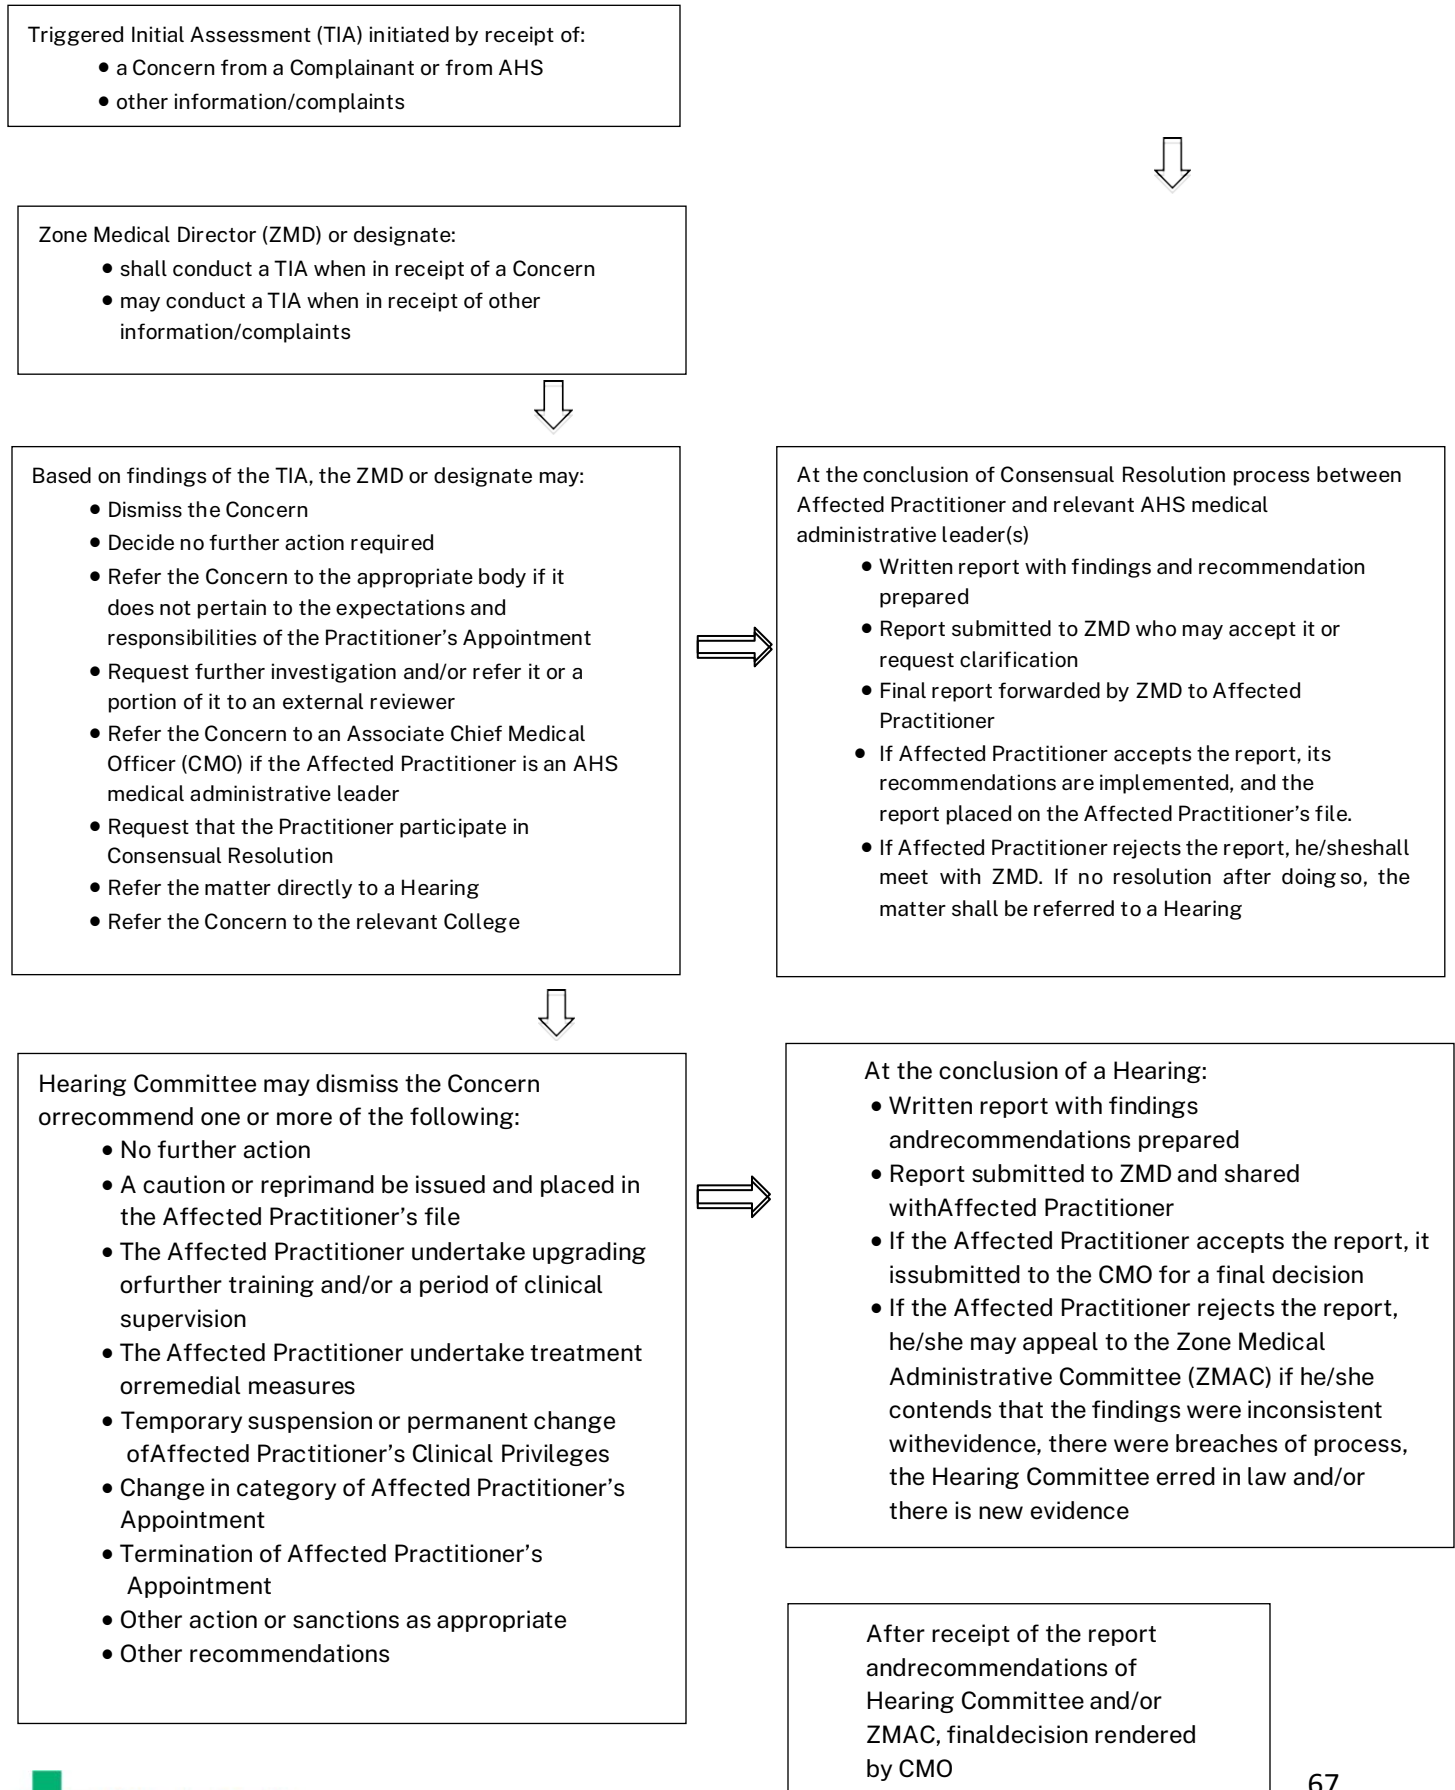 Triggered Initial Assessment (TIA) initiated by receipt of:
• a Concern from a Complainant or from AHS
• other information/complaints
Zone Medical Director (ZMD) or designate:
• shall conduct a TIA when in receipt of a Concern
• may conduct a TIA when in receipt of other
information/complaints
Based on findings of the TIA, the ZMD or designate may:
• Dismiss the Concern
• Decide no further action required
• Refer the Concern to the appropriate body if it
does not pertain to the expectations and
responsibilities of the Practitioner’s Appointment
• Request further investigation and/or refer it or a
portion of it to an external reviewer
• Refer the Concern to an Associate Chief Medical
Officer (CMO) if the Affected Practitioner is an AHS
medical administrative leader
• Request that the Practitioner participate in
Consensual Resolution
• Refer the matter directly to a Hearing
• Refer the Concern to the relevant College
At the conclusion of Consensual Resolution process between
Affected Practitioner and relevant AHS medical
administrative leader(s)
• Written report with findings and recommendation
prepared
• Report submitted to ZMD who may accept it or
request clarification
• Final report forwarded by ZMD to Affected
Practitioner
• If Affected Practitioner accepts the report, its
recommendations are implemented, and the
report placed on the Affected Practitioner’s file.
• If Affected Practitioner rejects the report, he/sheshall
meet with ZMD. If no resolution after doing so, the
matter shall be referred to a Hearing
Hearing Committee may dismiss the Concern
orrecommend one or more of the following:
• No further action
• A caution or reprimand be issued and placed in
the Affected Practitioner’s file
• The Affected Practitioner undertake upgrading
orfurther training and/or a period of clinical
supervision
• The Affected Practitioner undertake treatment
orremedial measures
• Temporary suspension or permanent change
ofAffected Practitioner’s Clinical Privileges
• Change in category of Affected Practitioner’s
Appointment
• Termination of Affected Practitioner’s
Appointment
• Other action or sanctions as appropriate
• Other recommendations
At the conclusion of a Hearing:
• Written report with findings
andrecommendations prepared
• Report submitted to ZMD and shared
withAffected Practitioner
• If the Affected Practitioner accepts the report, it
issubmitted to the CMO for a final decision
• If the Affected Practitioner rejects the report,
he/she may appeal to the Zone Medical
Administrative Committee (ZMAC) if he/she
contends that the findings were inconsistent
withevidence, there were breaches of process,
the Hearing Committee erred in law and/or
there is new evidence
After receipt of the report
andrecommendations of
Hearing Committee and/or
ZMAC, finaldecision rendered
by CMO
67